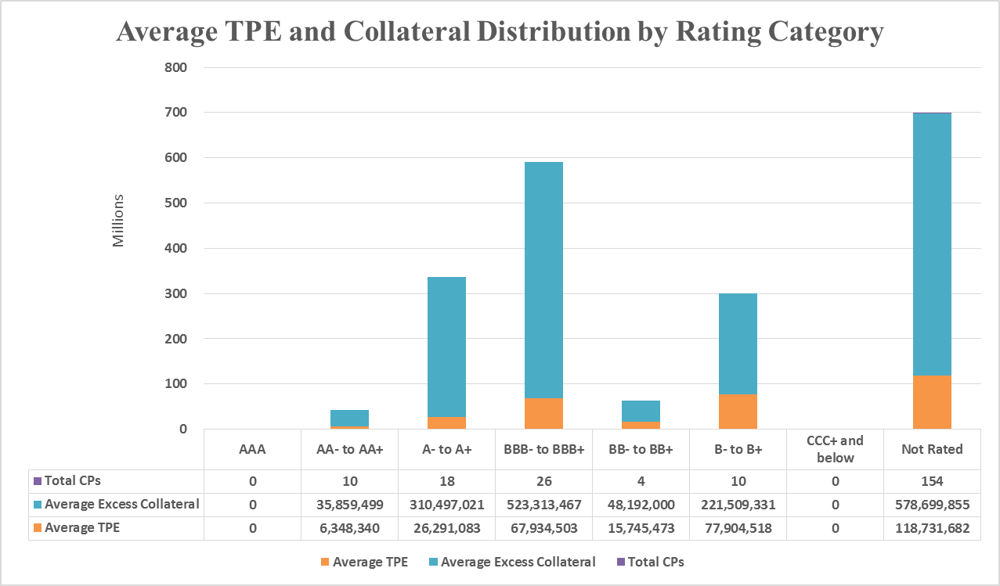 Average TPE and Collateral Distribution by Rating Category
800
700
600
500
400
300
200
100
0
Millions
AAA AA- to AA+ A- to A+ BBB- to BBB+ BB- to BB+ B- to B+ CCC+ and below Not Rated
Total CPs 0 10 18 26 4 10 0 154
Average Excess Collateral 0 35,859,499 310,497,021 523,313,467 48,192,000 221,509,331 0 578,699,855
Average TPE 0 6,348,340 26,291,083 67,934,503 15,745,473 77,904,518 0 118,731,682
Average TPE Average Excess Collateral Total CPs